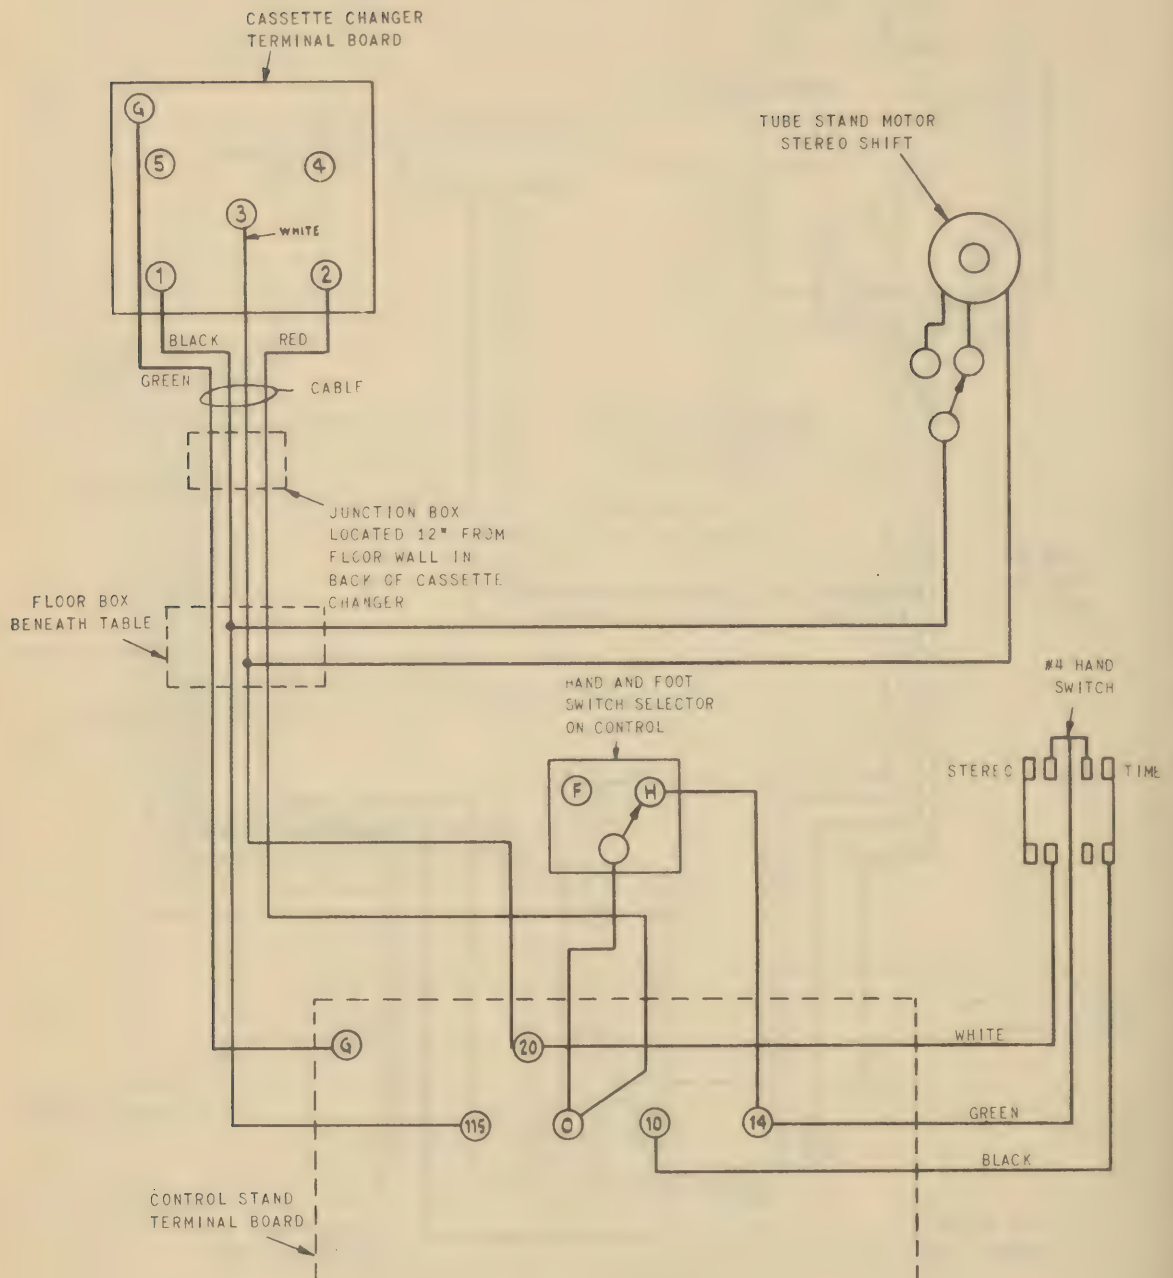 CASSETTE CHANGER
TERMINAL BOARD
G
5
4
3
WHITE
1
2
BLACK
RED
GREEN
CABLE
JUNCTION BOX
LOCATED 12" FROM
FLOOR WALL IN
BACK OF CASSETTE
CHANGER
FLOOR BOX
BENEATH TABLE
TUBE STAND MOTOR
STEREO SHIFT
HAND AND FOOT
SWITCH SELECTOR
ON CONTROL
F
H
#4 HAND
SWITCH
STEREO
TIME
G
20
WHITE
115
0
10
14
GREEN
BLACK
CONTROL STAND
TERMINAL BOARD